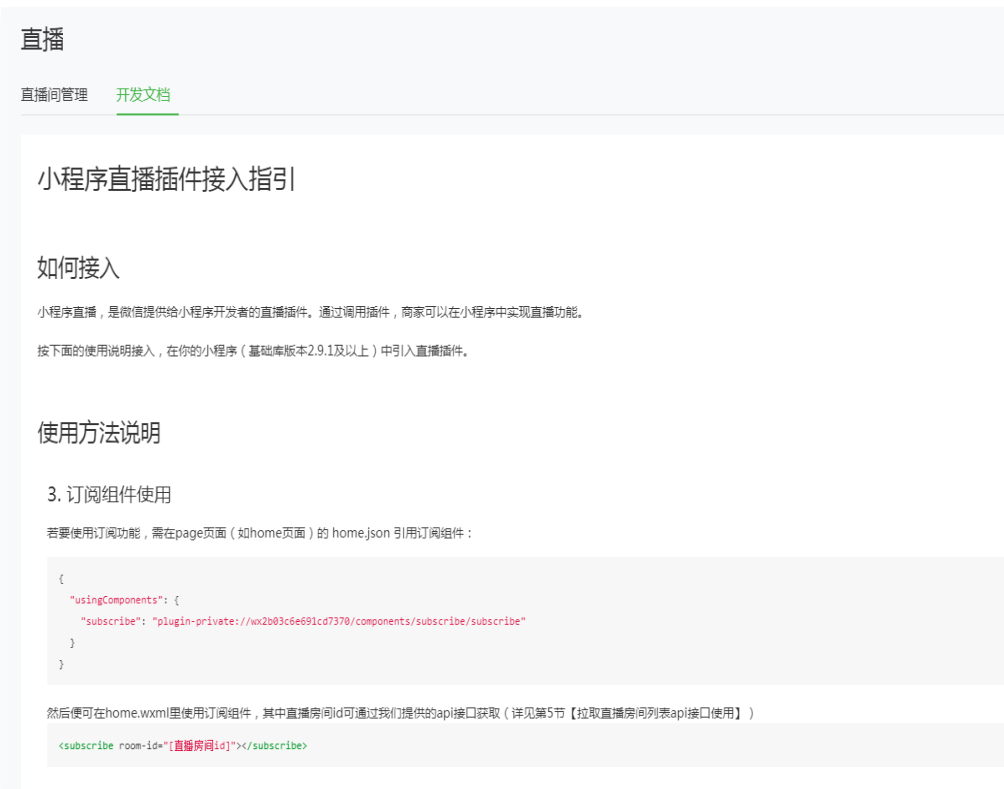 直播
直播间管理 开发文档
小程序直播插件接入指引
如何接入
小程序直播，是微信提供给小程序开发者的直播插件。通过调用插件，商家可以在小程序中实现直播功能。
按下面的使用说明接入，在你的小程序（基础库版本2.9.1及以上）中引入直播插件。
使用方法说明
3. 订阅组件使用
若要使用订阅功能，需在page页面（如home页面）的 home.json 引用订阅组件：
{
"usingComponents": {
"subscribe": "plugin-private://wx2b03c6e691cd7370/components/subscribe/subscribe"
}
}
然后便可在home.wxml里使用订阅组件，其中直播房间id可通过我们提供的api接口获取（详见第5节【拉取直播房间列表api接口使用】）
<subscribe room-id="[直播房间id]"></subscribe>